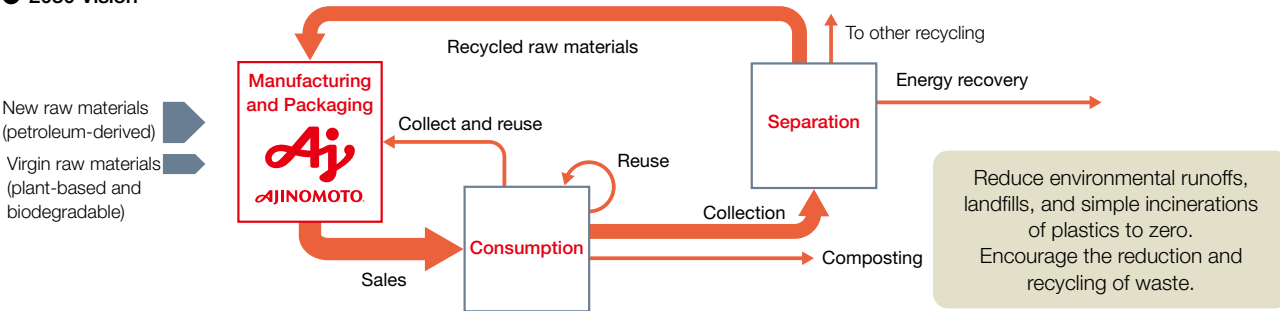 Recycled raw materials
To other recycling
Energy recovery
Manufacturing
and Packaging
Aj
AJINOMOTO
New raw materials
(petroleum-derived)
Virgin raw materials
(plant-based and
biodegradable)
Collect and reuse
Reuse
Separation
Collection
Consumption
Composting
Sales
Reduce environmental runoffs,
landfills, and simple incinerations
of plastics to zero.
Encourage the reduction and
recycling of waste.